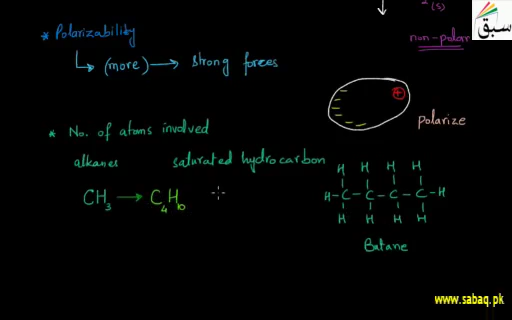 2(s)
* Polarizability
non-polar
سبق
(more) → strong forces
+
polarize
* No. of atoms involved
alkanes saturated hydrocarbon
CH3 → C4H10
H H H H
H-C-C-C-C-H
H H H H
Butane
www.sabaq.pk